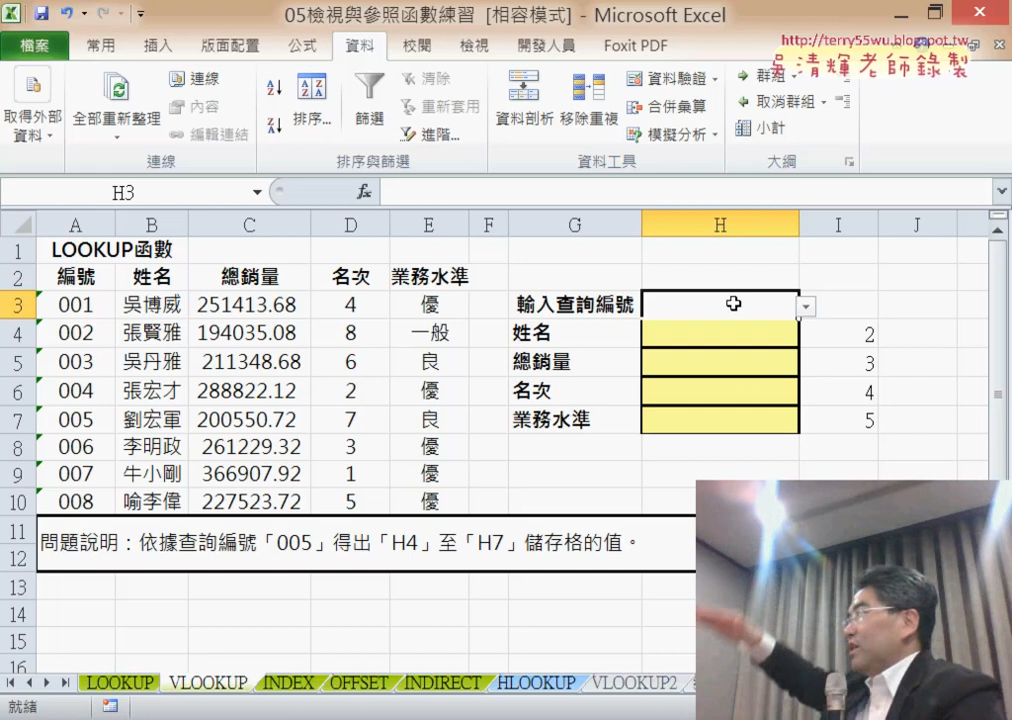 05檢視與參照函數練習 [相容模式] - Microsoft Excel
檔案 常用 插入 版面配置 公式 資料 校閱 檢視 開發人員 Foxit PDF
http://terry55wu.blogspot.tw
吳清輝老師錄製
取得外部資料 全部重新整理 連線 內容 編輯連結 排序... 篩選 清除 重新套用 進階... 資料剖析 移除重複 資料驗證 合併彙算 模擬分析 群組 取消群組 小計
連線 排序與篩選 資料工具 大綱
H3 fx
A B C D E F G H I J
1 LOOKUP函數
2 編號 姓名 總銷量 名次 業務水準
3 001 吳博威 251413.68 4 優 輸入查詢編號
4 002 張賢雅 194035.08 8 一般 姓名 2
5 003 吳丹雅 211348.68 6 良 總銷量 3
6 004 張宏才 288822.12 2 優 名次 4
7 005 劉宏軍 200550.72 7 良 業務水準 5
8 006 李明政 261229.32 3 優
9 007 牛小剛 366907.92 1 優
10 008 喻李偉 227523.72 5 優
11
問題說明：依據查詢編號「005」得出「H4」至「H7」儲存格的值。
12
13
14
15
16
LOOKUP VLOOKUP INDEX OFFSET INDIRECT HLOOKUP VLOOKUP2
就緒